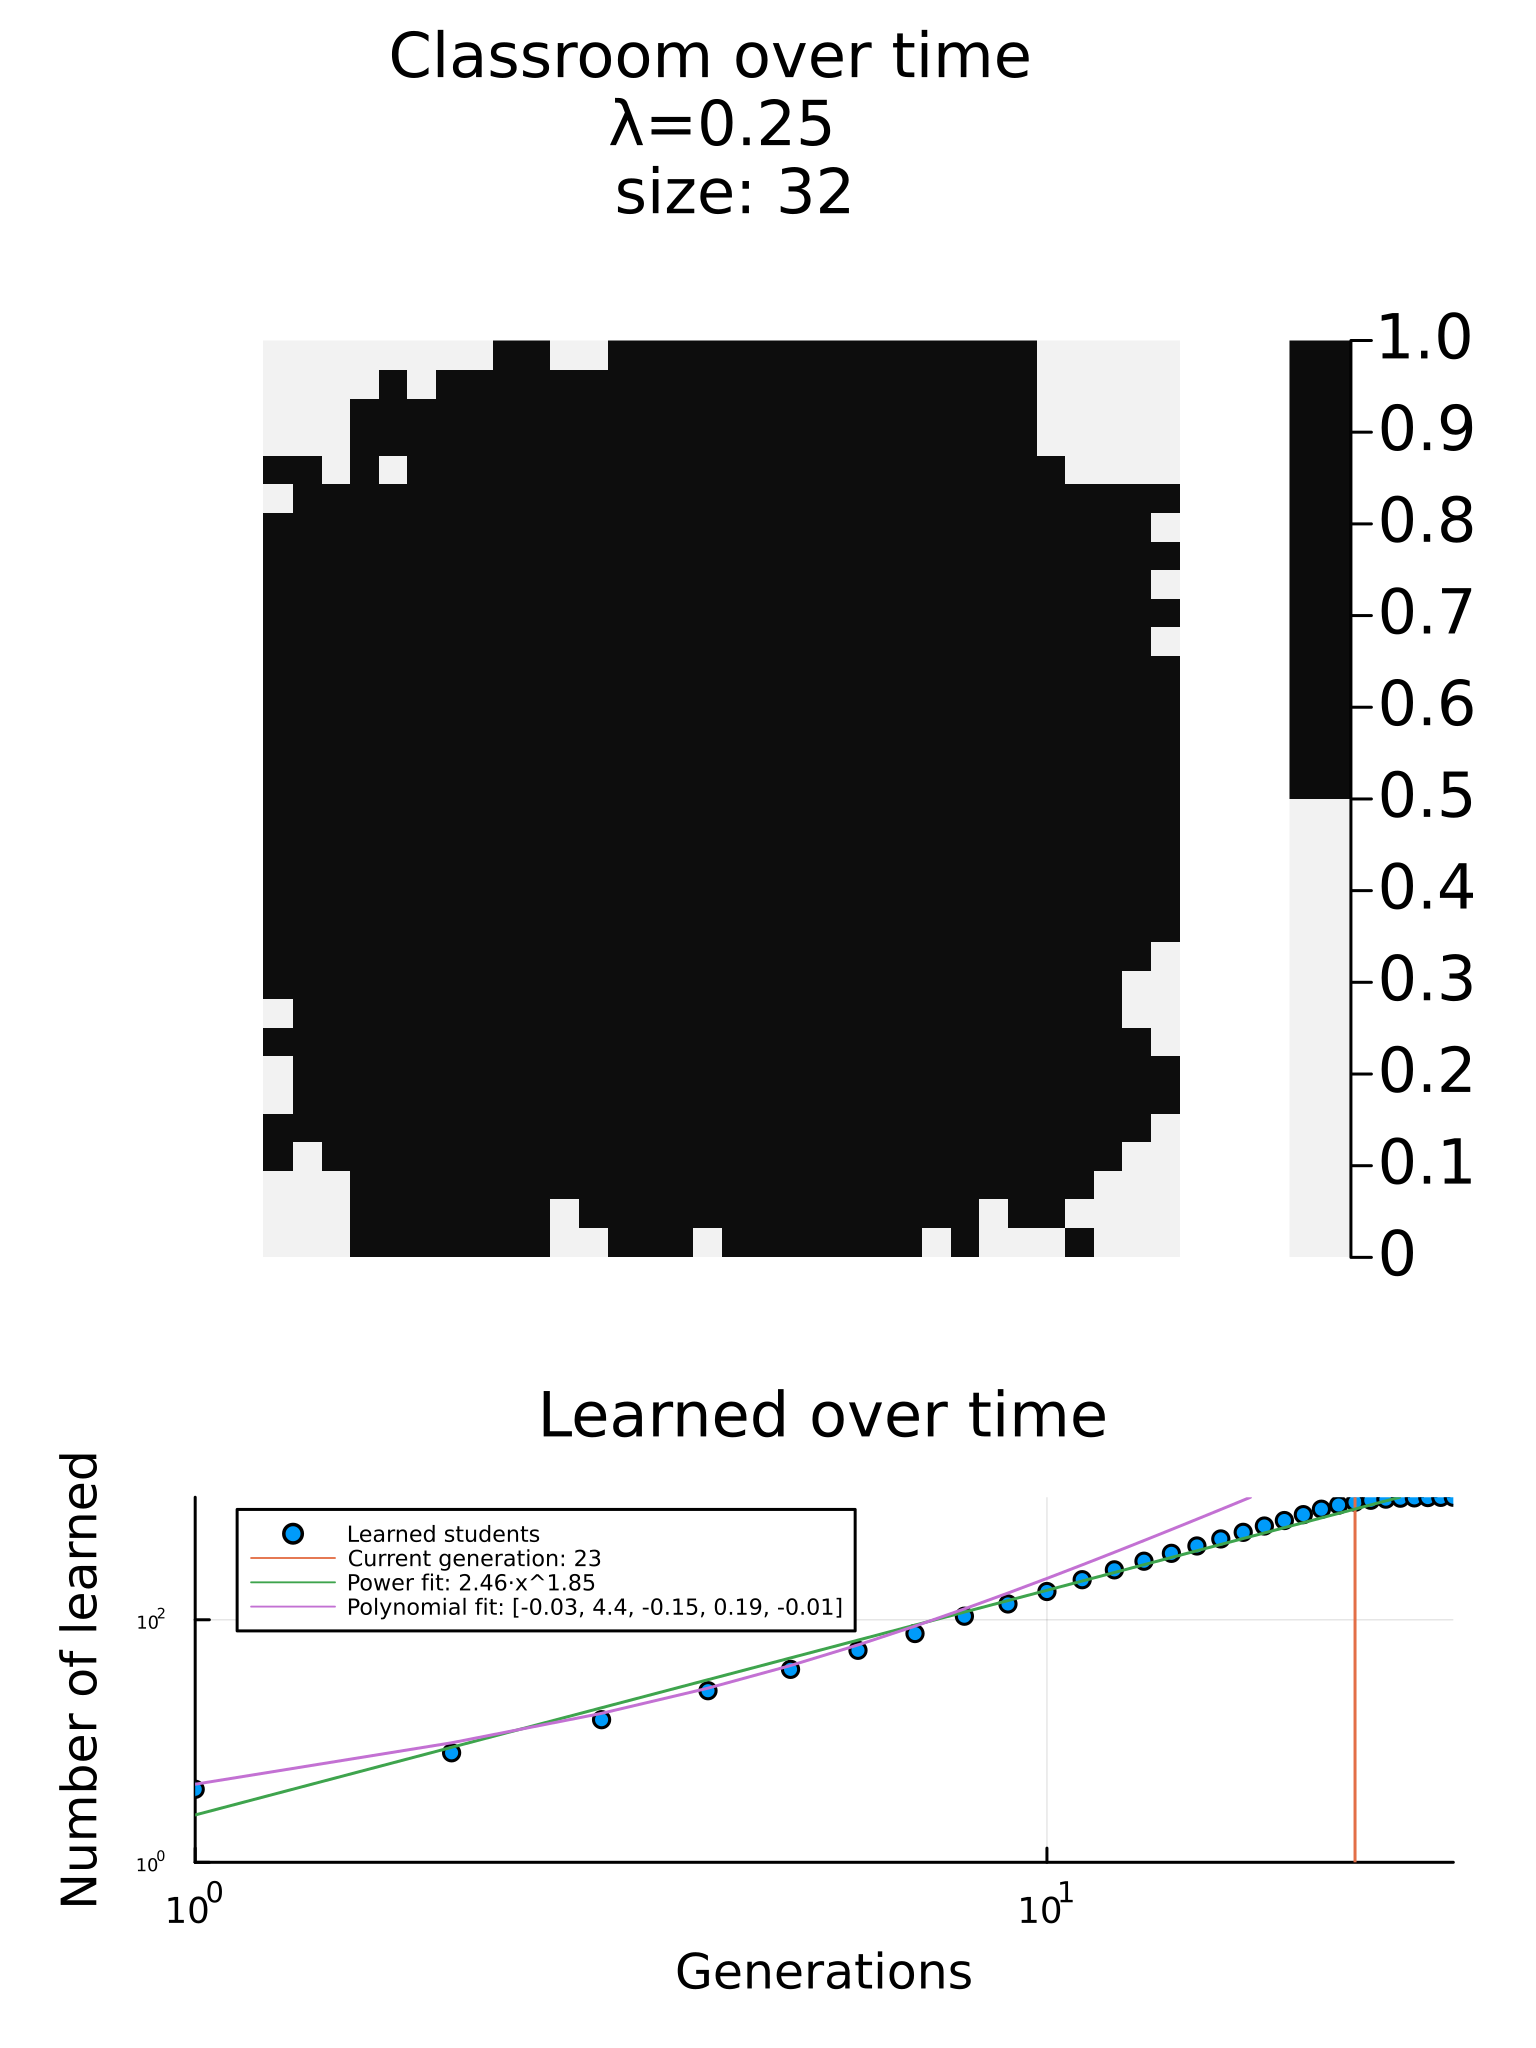 Classroom over time
λ=0.25
size: 32
1.0
0.9
0.8
0.7
0.6
0.5
0.4
0.3
0.2
0.1
0
Learned over time
Number of learned
Learned students
Current generation: 23
Power fit: 2.46·x^1.85
Polynomial fit: [-0.03, 4.4, -0.15, 0.19, -0.01]
10²
10⁰
10⁰
10¹
Generations